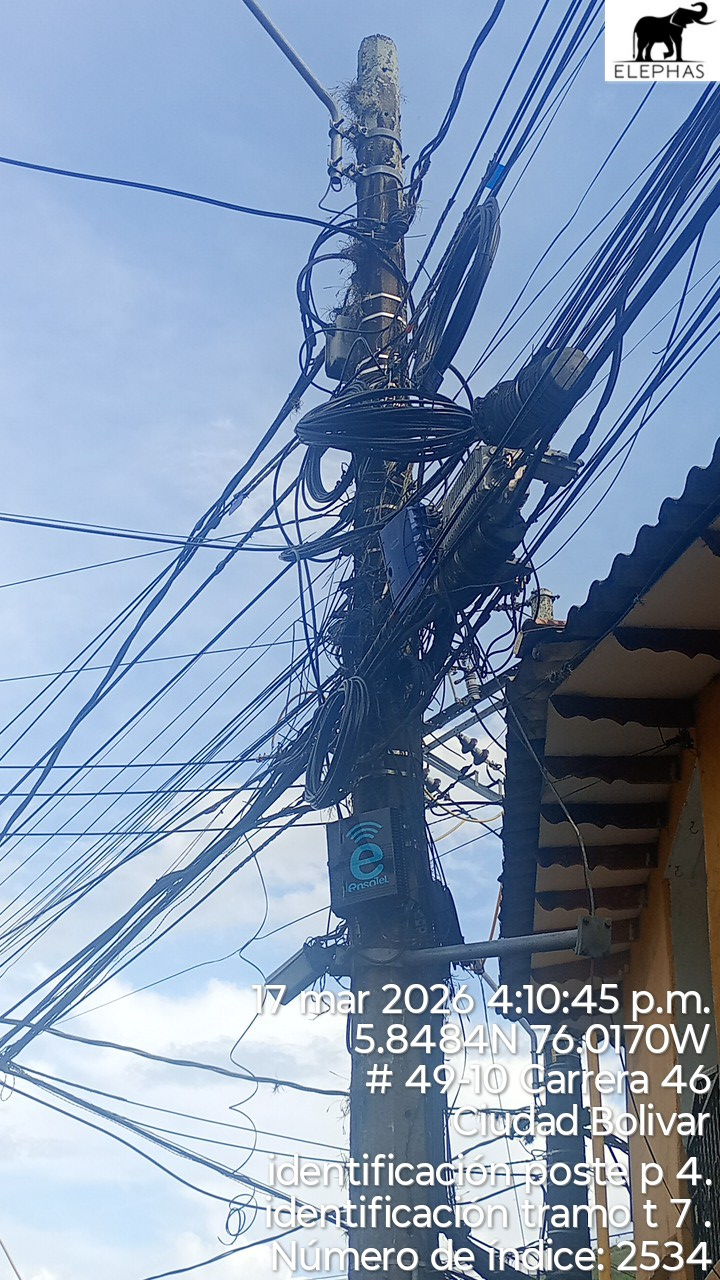 ELEPHAS
e
17 mar 2026 4:10:45 p.m.
5.8484N 76.0170W
# 49-10 Carrera 46
Ciudad Bolivar
identificación poste p 4.
identificacion tramo t 7 .
Número de índice: 2534